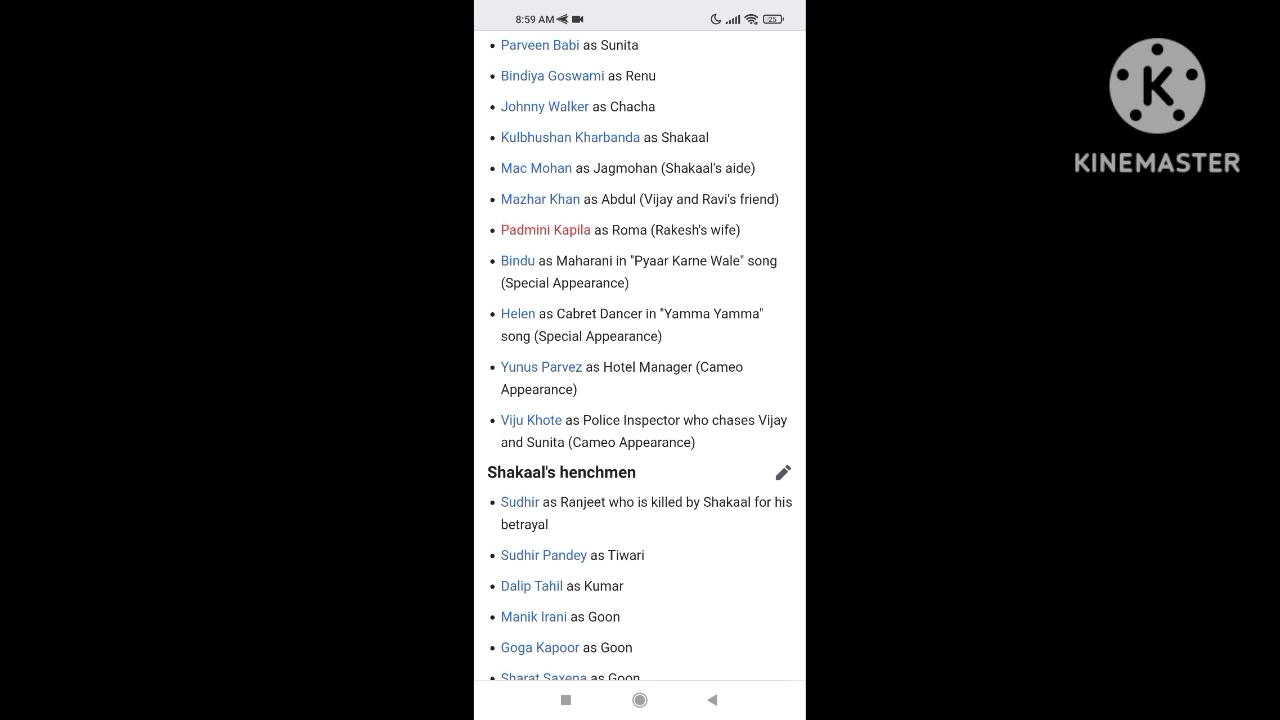 8:59 AM
25
K
KINEMASTER
• Parveen Babi as Sunita
• Bindiya Goswami as Renu
• Johnny Walker as Chacha
• Kulbhushan Kharbanda as Shakaal
• Mac Mohan as Jagmohan (Shakaal's aide)
• Mazhar Khan as Abdul (Vijay and Ravi's friend)
• Padmini Kapila as Roma (Rakesh's wife)
• Bindu as Maharani in "Pyaar Karne Wale" song
(Special Appearance)
• Helen as Cabret Dancer in "Yamma Yamma"
song (Special Appearance)
• Yunus Parvez as Hotel Manager (Cameo
Appearance)
• Viju Khote as Police Inspector who chases Vijay
and Sunita (Cameo Appearance)
Shakaal's henchmen
• Sudhir as Ranjeet who is killed by Shakaal for his
betrayal
• Sudhir Pandey as Tiwari
• Dalip Tahil as Kumar
• Manik Irani as Goon
• Goga Kapoor as Goon
• Sharat Saxena as Goon